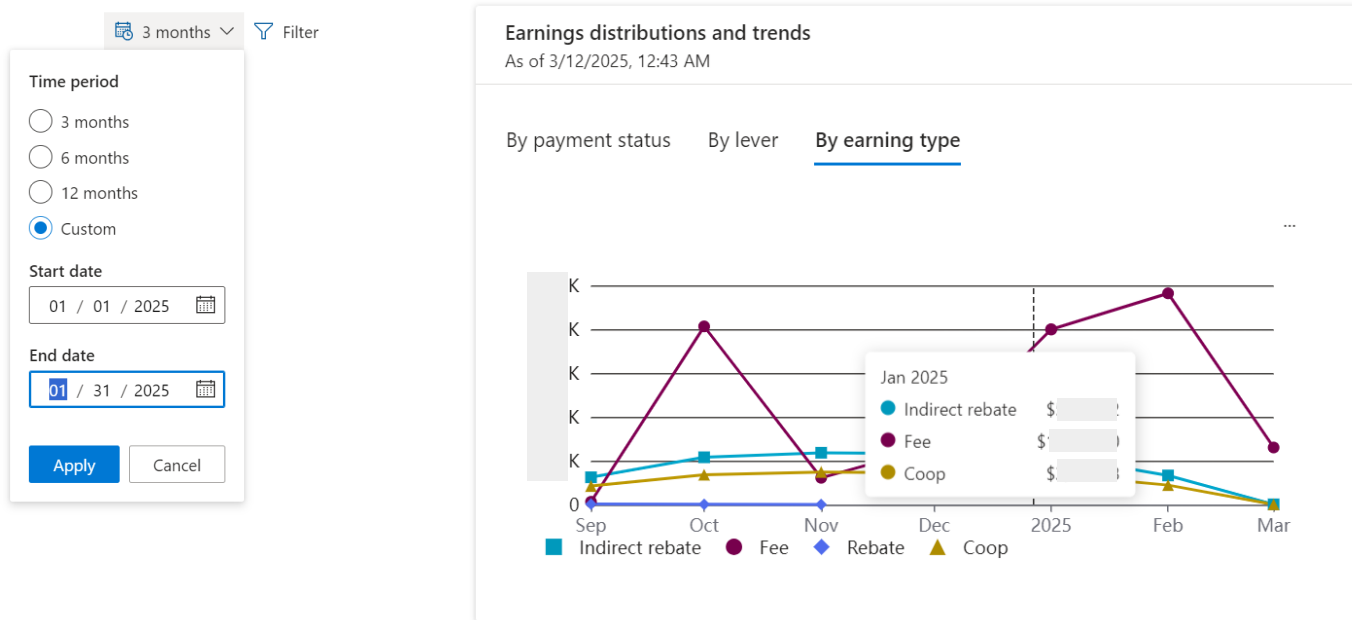 3 months
Filter
Time period
3 months
6 months
12 months
Custom
Start date
01 / 01 / 2025
End date
01 / 31 / 2025
Apply
Cancel
Earnings distributions and trends
As of 3/12/2025, 12:43 AM
By payment status
By lever
By earning type
...
K
K
K
K
K
0
Jan 2025
Indirect rebate $
Fee $
Coop $
Sep Oct Nov Dec 2025 Feb Mar
Indirect rebate Fee Rebate Coop